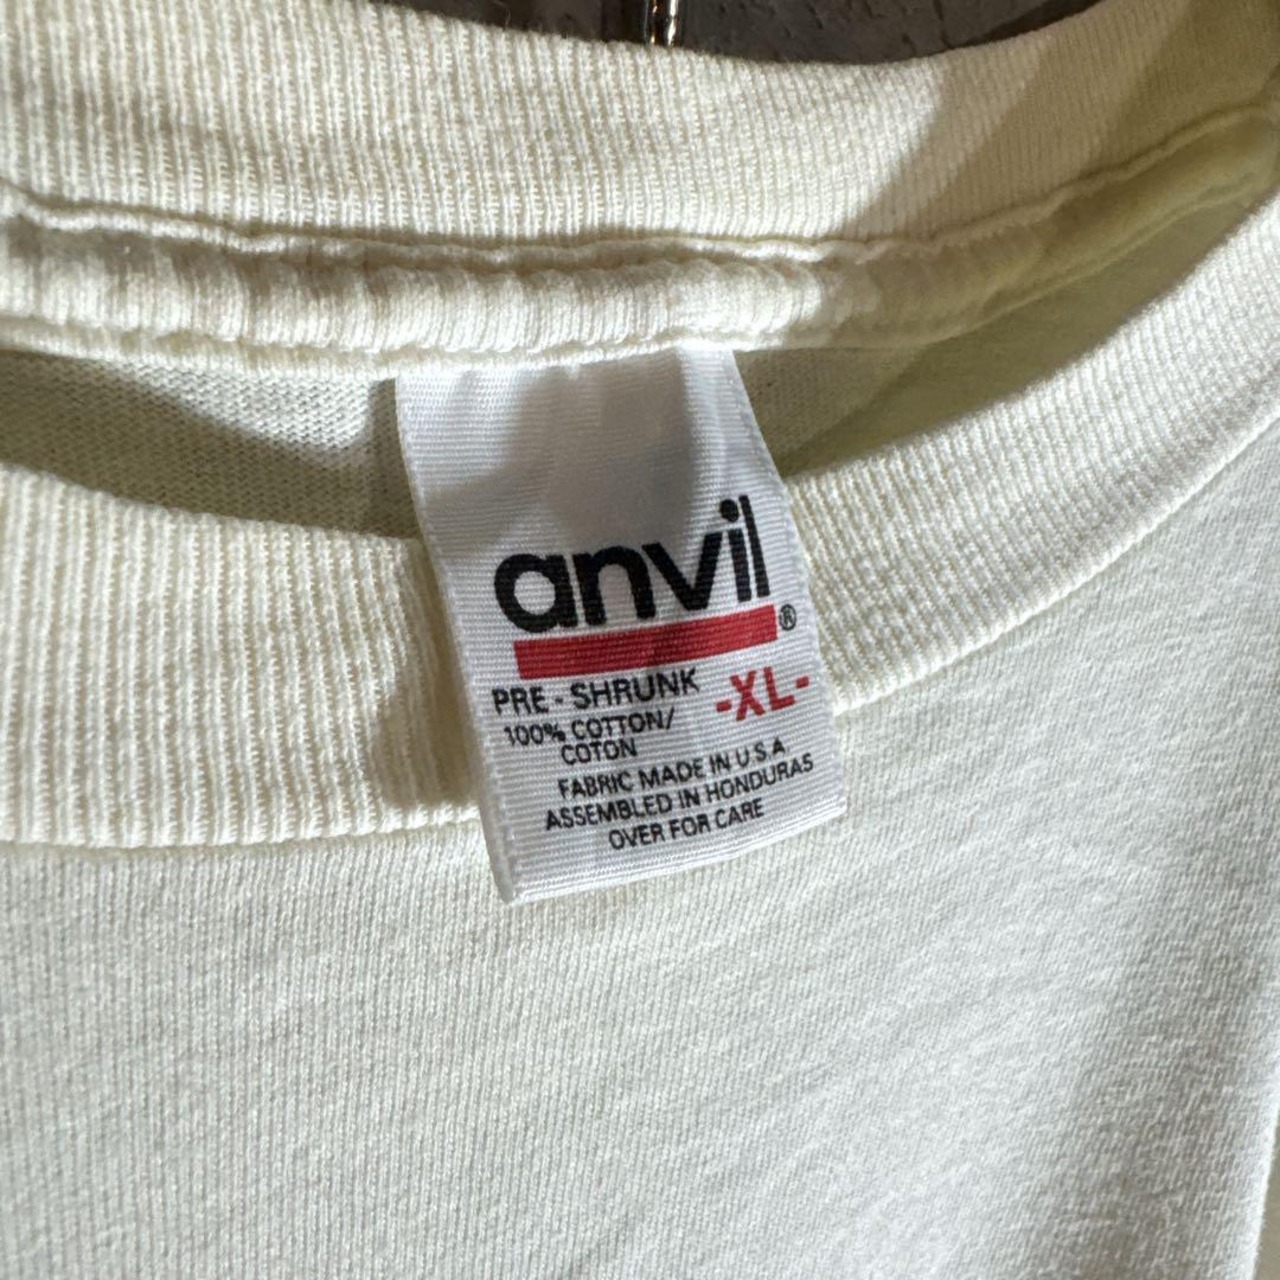 anvil®
PRE-SHRUNK -XL-
100% COTTON/
COTON
FABRIC MADE IN U.S.A
ASSEMBLED IN HONDURAS
OVER FOR CARE